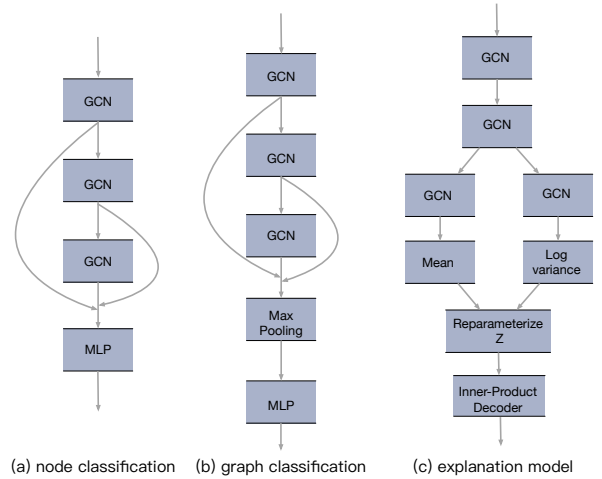 GCN
GCN
GCN
MLP
(a) node classification
GCN
GCN
GCN
Max
Pooling
MLP
(b) graph classification
GCN
GCN
GCN
GCN
Mean
Log
variance
Reparameterize
Z
Inner-Product
Decoder
(c) explanation model